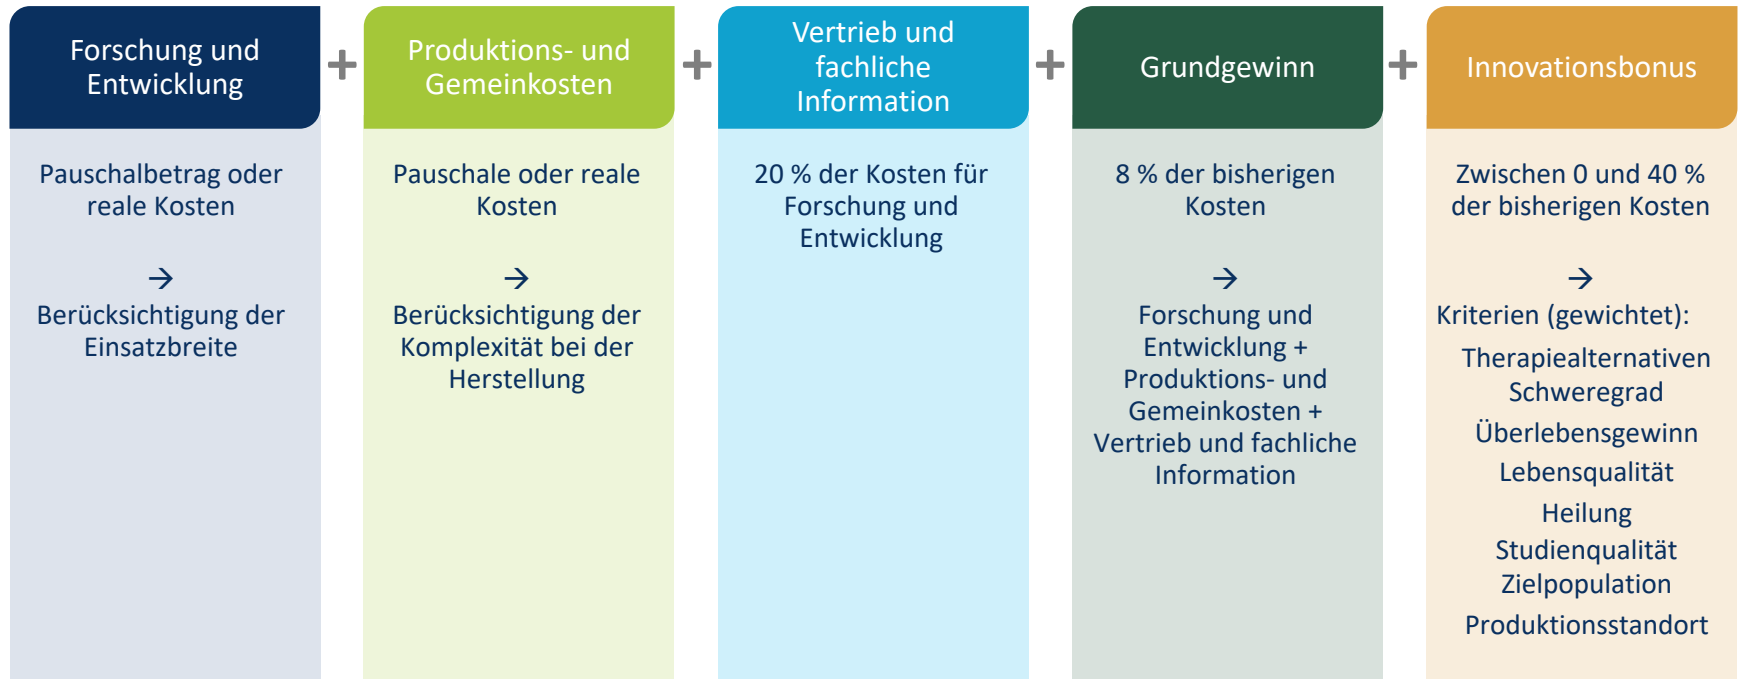 Forschung und
Entwicklung
+
Produktions- und
Gemeinkosten
+
Vertrieb und
fachliche
Information
+
Grundgewinn
+
Innovationsbonus
Pauschalbetrag oder
reale Kosten
→
Berücksichtigung der
Einsatzbreite
Pauschale oder reale
Kosten
→
Berücksichtigung der
Komplexität bei der
Herstellung
20 % der Kosten für
Forschung und
Entwicklung
8 % der bisherigen
Kosten
→
Forschung und
Entwicklung +
Produktions- und
Gemeinkosten +
Vertrieb und fachliche
Information
Zwischen 0 und 40 %
der bisherigen Kosten
→
Kriterien (gewichtet):
Therapiealternativen
Schweregrad
Überlebensgewinn
Lebensqualität
Heilung
Studienqualität
Zielpopulation
Produktionsstandort